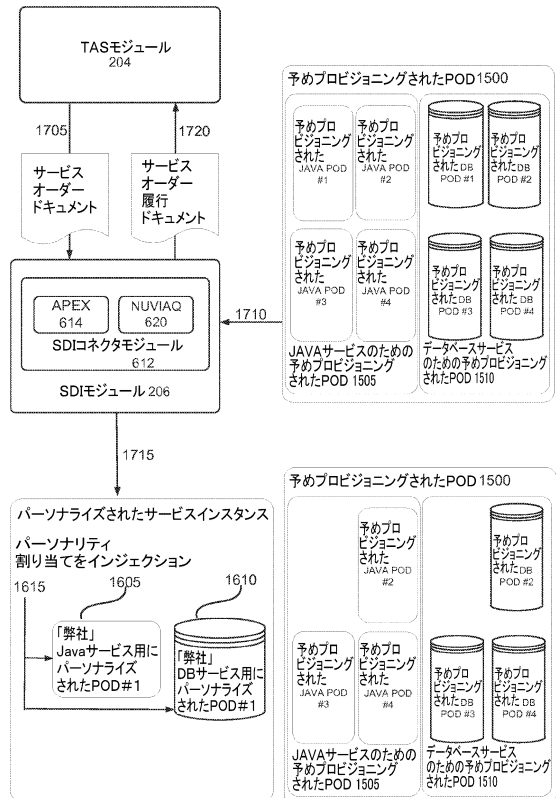 TASモジュール
204
1705
1720
サービス
オーダー
ドキュメント
サービス
オーダー
履行
ドキュメント
APEX
614
NUVIAQ
620
SDIコネクタモジュール
612
SDIモジュール 206
1710
1715
予めプロビジョニングされたPOD 1500
予めプロ
ビジョニング
された
JAVA POD
#1
予めプロ
ビジョニング
された
JAVA POD
#2
予めプロ
ビジョニング
された
JAVA POD
#3
予めプロ
ビジョニング
された
JAVA POD
#4
JAVAサービスのための
予めプロビジョニング
されたPOD 1505
予めプロ
ビジョニング
された DB
POD #1
予めプロ
ビジョニング
された DB
POD #2
予めプロ
ビジョニング
された DB
POD #3
予めプロ
ビジョニング
された DB
POD #4
データベースサービス
のための予めプロビジョニング
されたPOD 1510
パーソナライズされたサービスインスタンス
パーソナリティ
割り当てをインジェクション
1615
1605
1610
「弊社」
Javaサービス用に
パーソナライズ
されたPOD#1
「弊社」
DBサービス用に
パーソナライズ
されたPOD#1
予めプロビジョニングされたPOD 1500
予めプロ
ビジョニング
された
JAVA POD
#2
予めプロ
ビジョニング
された
JAVA POD
#3
予めプロ
ビジョニング
された
JAVA POD
#4
JAVAサービスのための
予めプロビジョニング
されたPOD 1505
予めプロ
ビジョニング
された DB
POD #2
予めプロ
ビジョニング
された DB
POD #3
予めプロ
ビジョニング
された DB
POD #4
データベースサービス
のための予めプロビジョニング
されたPOD 1510